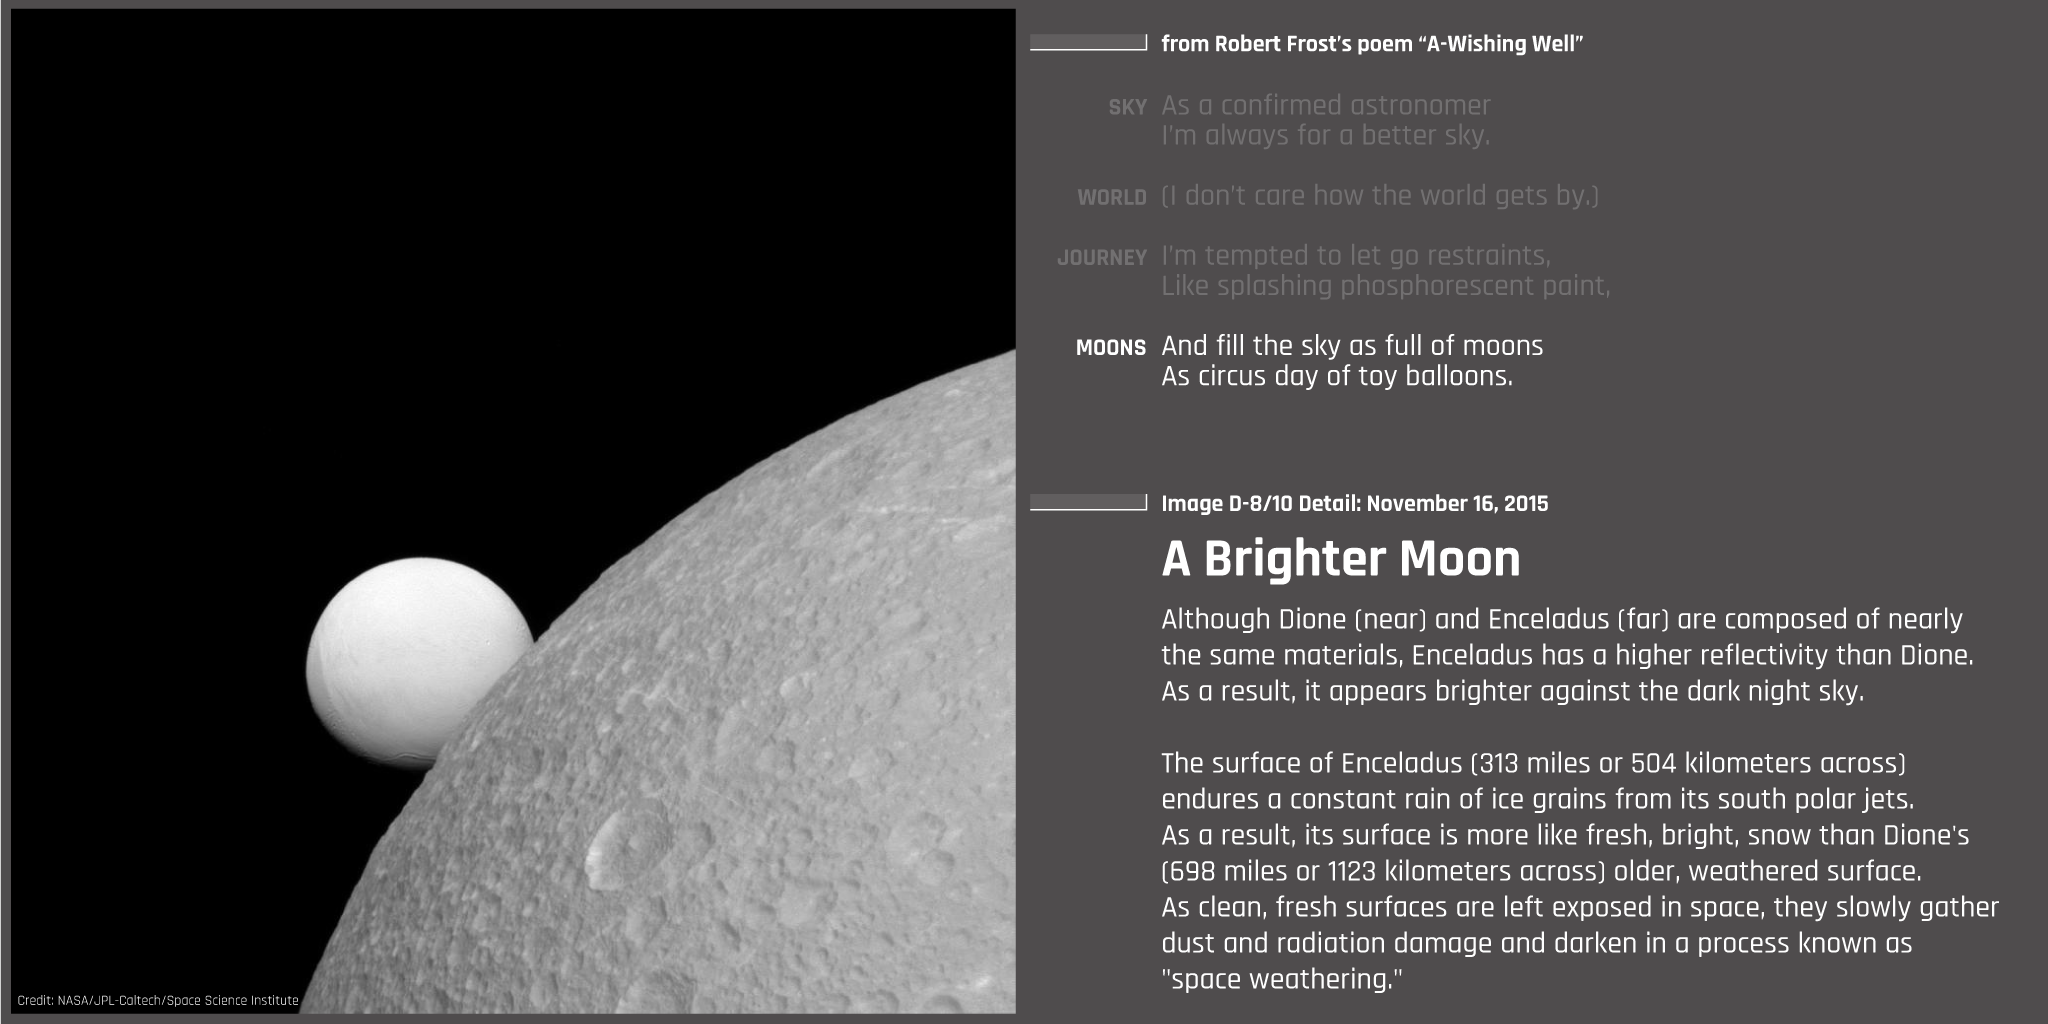 from Robert Frost's poem “A-Wishing Well”
SKY As a confirmed astronomer
I'm always for a better sky.
WORLD (I don't care how the world gets by.)
JOURNEY I'm tempted to let go restraints,
Like splashing phosphorescent paint,
MOONS And fill the sky as full of moons
As circus day of toy balloons.
Image D-8/10 Detail: November 16, 2015
A Brighter Moon
Although Dione (near) and Enceladus (far) are composed of nearly
the same materials, Enceladus has a higher reflectivity than Dione.
As a result, it appears brighter against the dark night sky.
The surface of Enceladus (313 miles or 504 kilometers across)
endures a constant rain of ice grains from its south polar jets.
As a result, its surface is more like fresh, bright, snow than Dione's
(698 miles or 1123 kilometers across) older, weathered surface.
As clean, fresh surfaces are left exposed in space, they slowly gather
dust and radiation damage and darken in a process known as
"space weathering."
Credit: NASA/JPL-Caltech/Space Science Institute